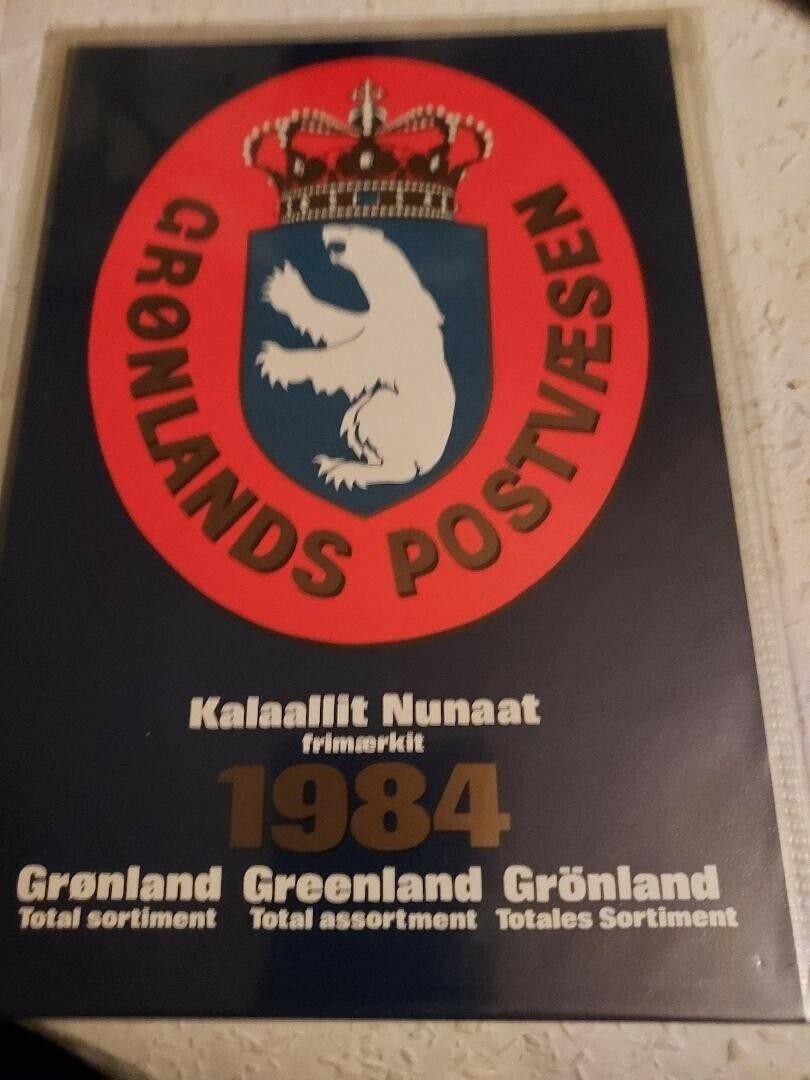 GRØNLANDS POSTVÆSEN
Kalaallit Nunaat
frimærkit
1984
Grønland Greenland Grönland
Total sortiment Total assortment Totales Sortiment